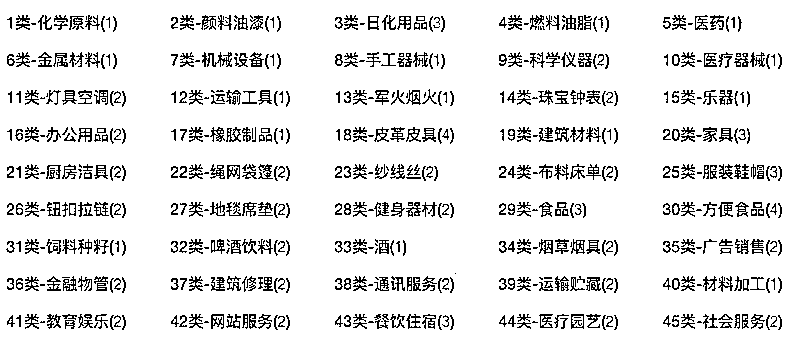 1类-化学原料(1) 2类-颜料油漆(1) 3类-日化用品(3) 4类-燃料油脂(1) 5类-医药(1)
6类-金属材料(1) 7类-机械设备(1) 8类-手工器械(1) 9类-科学仪器(2) 10类-医疗器械(1)
11类-灯具空调(2) 12类-运输工具(1) 13类-军火烟火(1) 14类-珠宝钟表(2) 15类-乐器(1)
16类-办公用品(2) 17类-橡胶制品(1) 18类-皮革皮具(4) 19类-建筑材料(1) 20类-家具(3)
21类-厨房洁具(2) 22类-绳网袋篷(2) 23类-纱线丝(2) 24类-布料床单(2) 25类-服装鞋帽(3)
26类-钮扣拉链(2) 27类-地毯席垫(2) 28类-健身器材(2) 29类-食品(3) 30类-方便食品(4)
31类-饲料种籽(1) 32类-啤酒饮料(2) 33类-酒(1) 34类-烟草烟具(2) 35类-广告销售(2)
36类-金融物管(2) 37类-建筑修理(2) 38类-通讯服务(2) 39类-运输贮藏(2) 40类-材料加工(1)
41类-教育娱乐(2) 42类-网站服务(2) 43类-餐饮住宿(3) 44类-医疗园艺(2) 45类-社会服务(2)